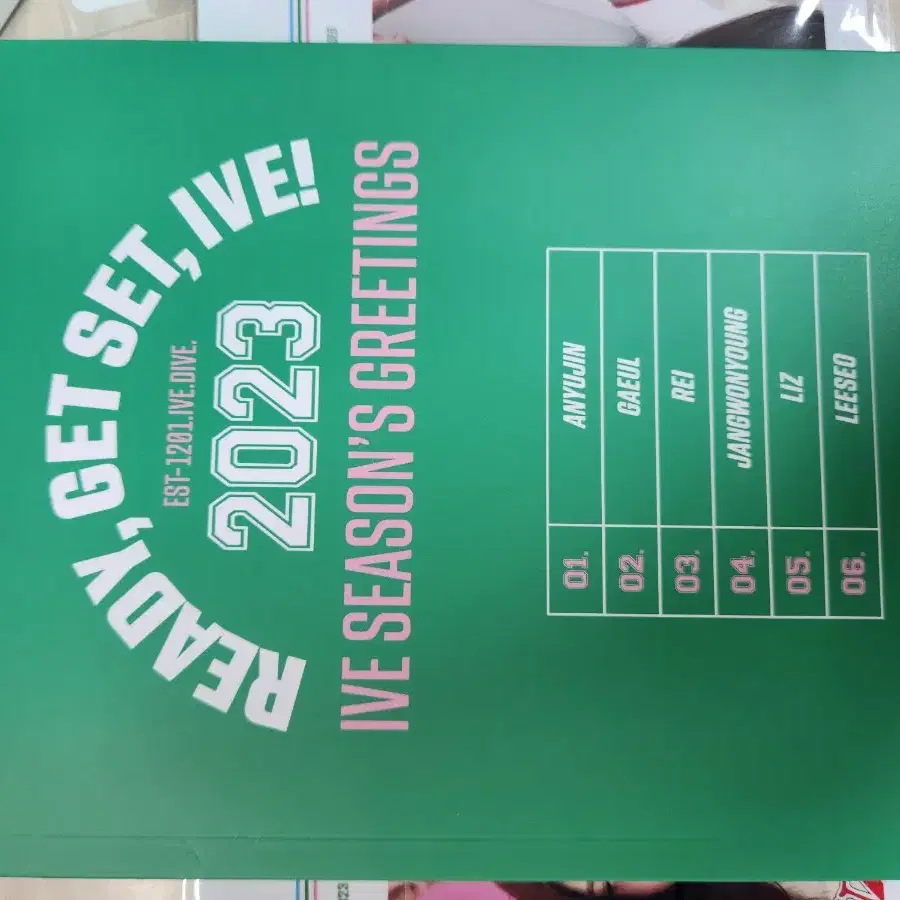 READY, GET SET, IVE!
EST-1201.IVE.DIVE.
2023
IVE SEASON'S GREETINGS
01. ANYUJIN
02. GAEUL
03. REI
04. JANGWONYOUNG
05. LIZ
06. LEESEO